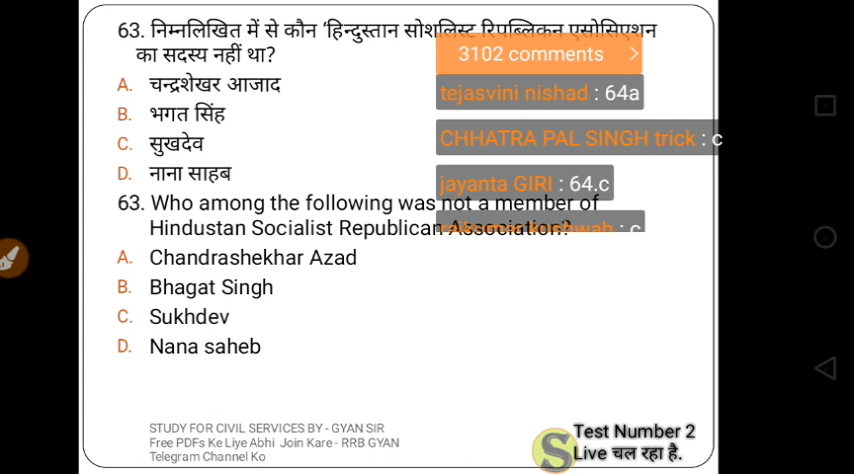 63. निम्नलिखित में से कौन 'हिन्दुस्तान सोशलिस्ट रिपब्लिकन एसोसिएशन
का सदस्य नहीं था?
3102 comments
A. चन्द्रशेखर आजाद
tejasvini nishad : 64a
B. भगत सिंह
CHHATRA PAL SINGH trick : c
C. सुखदेव
D. नाना साहब
jayanta GIRI : 64.c
63. Who among the following was not a member of
Hindustan Socialist Republican Association?
: c
A. Chandrashekhar Azad
B. Bhagat Singh
C. Sukhdev
D. Nana saheb
STUDY FOR CIVIL SERVICES BY - GYAN SIR
Free PDFs Ke Liye Abhi Join Kare - RRB GYAN
Telegram Channel Ko
S
Test Number 2
Live चल रहा है.